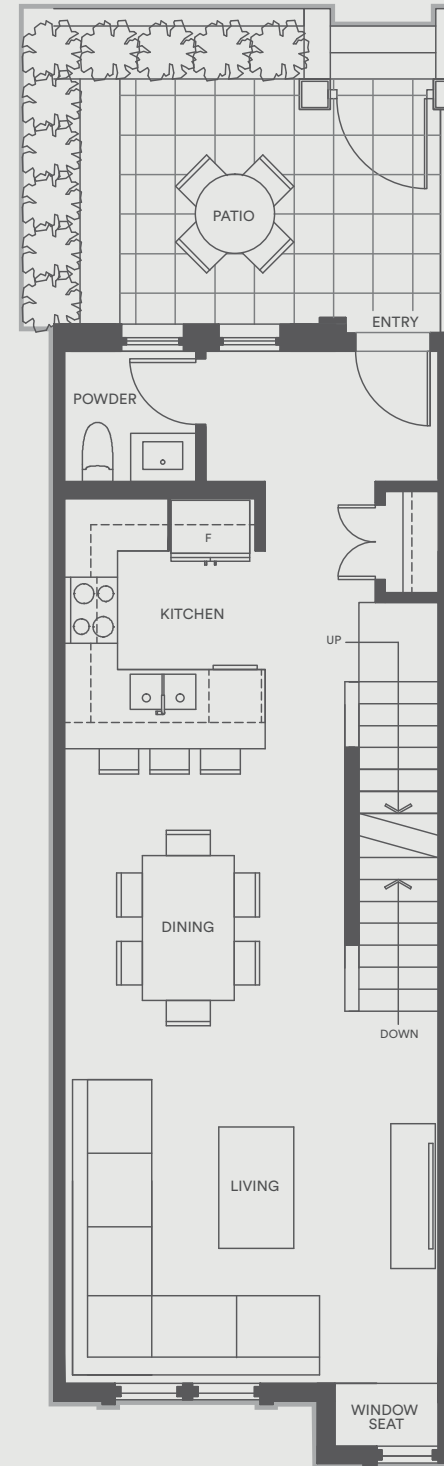 PATIO
ENTRY
POWDER
F
KITCHEN
UP
DINING
DOWN
LIVING
WINDOW
SEAT